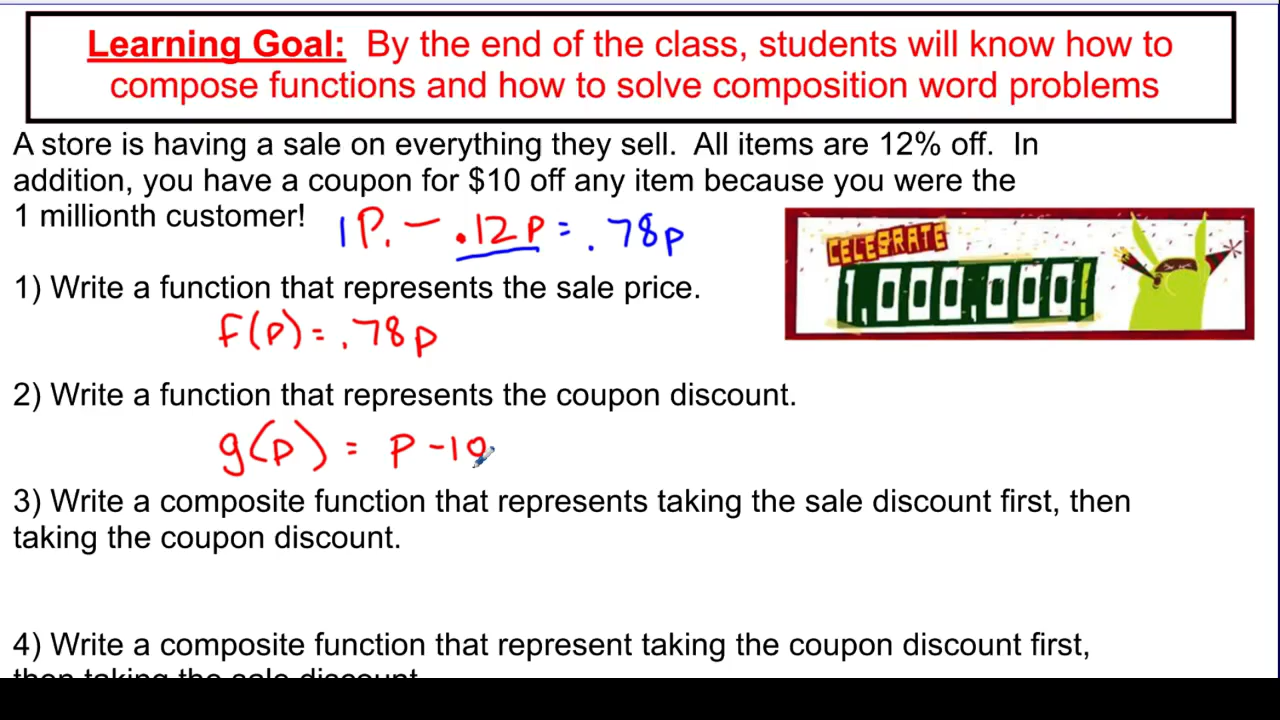 Learning Goal: By the end of the class, students will know how to
compose functions and how to solve composition word problems
A store is having a sale on everything they sell. All items are 12% off. In
addition, you have a coupon for $10 off any item because you were the
1 millionth customer!
1P. - .12p = .78p
CELEBRATE
1,000,000!
1) Write a function that represents the sale price.
f(p) = .78p
2) Write a function that represents the coupon discount.
g(p) = p - 10
3) Write a composite function that represents taking the sale discount first, then
taking the coupon discount.
4) Write a composite function that represent taking the coupon discount first,
then taking the sale discount